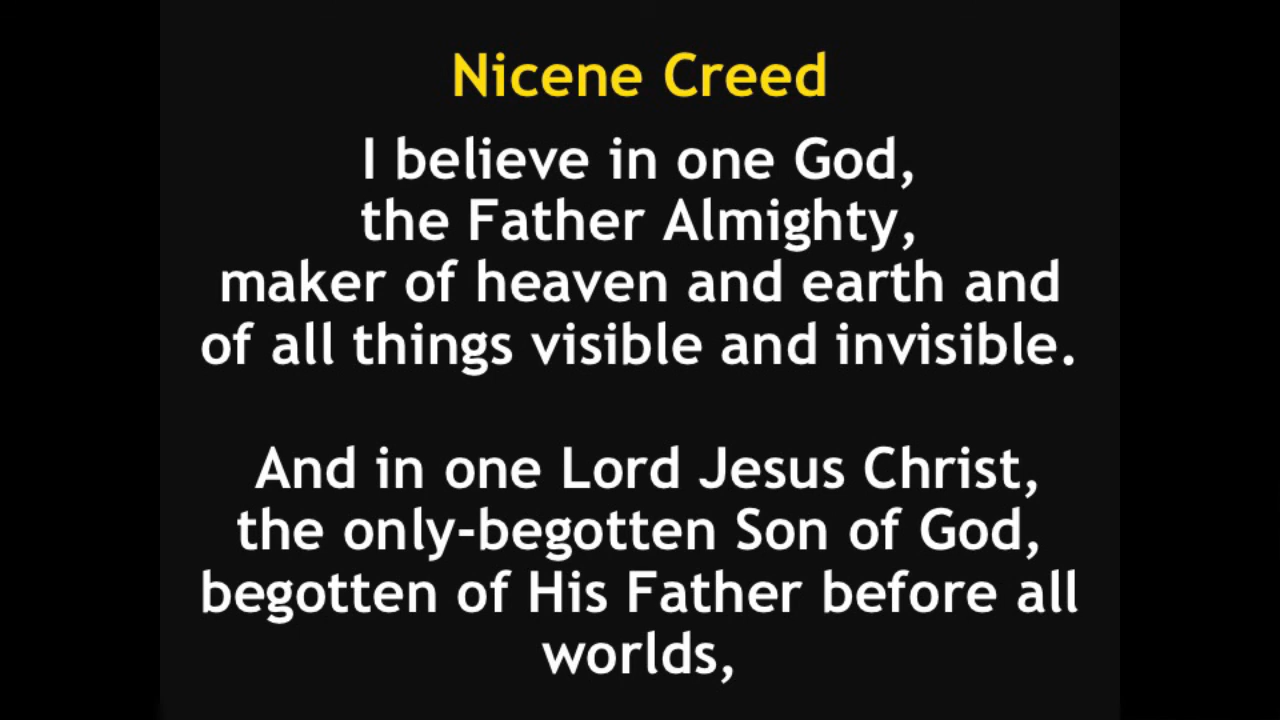 Nicene Creed
I believe in one God,
the Father Almighty,
maker of heaven and earth and
of all things visible and invisible.
And in one Lord Jesus Christ,
the only-begotten Son of God,
begotten of His Father before all
worlds,